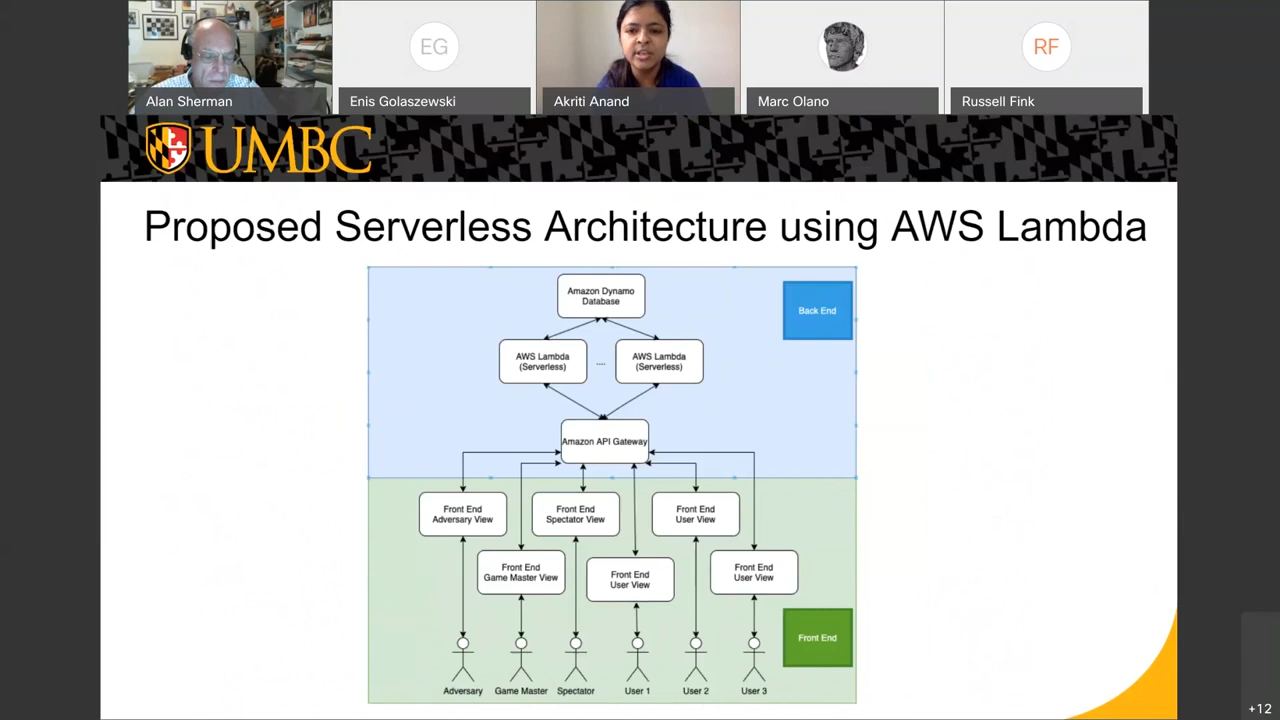 EG
RF
Alan Sherman
Enis Golaszewski
Akriti Anand
Marc Olano
Russell Fink
UMBC
Proposed Serverless Architecture using AWS Lambda
Amazon Dynamo
Database
Back End
AWS Lambda
(Serverless)
....
AWS Lambda
(Serverless)
Amazon API Gateway
Front End
Adversary View
Front End
Spectator View
Front End
User View
Front End
Game Master View
Front End
User View
Front End
User View
Front End
Adversary
Game Master
Spectator
User 1
User 2
User 3
+12